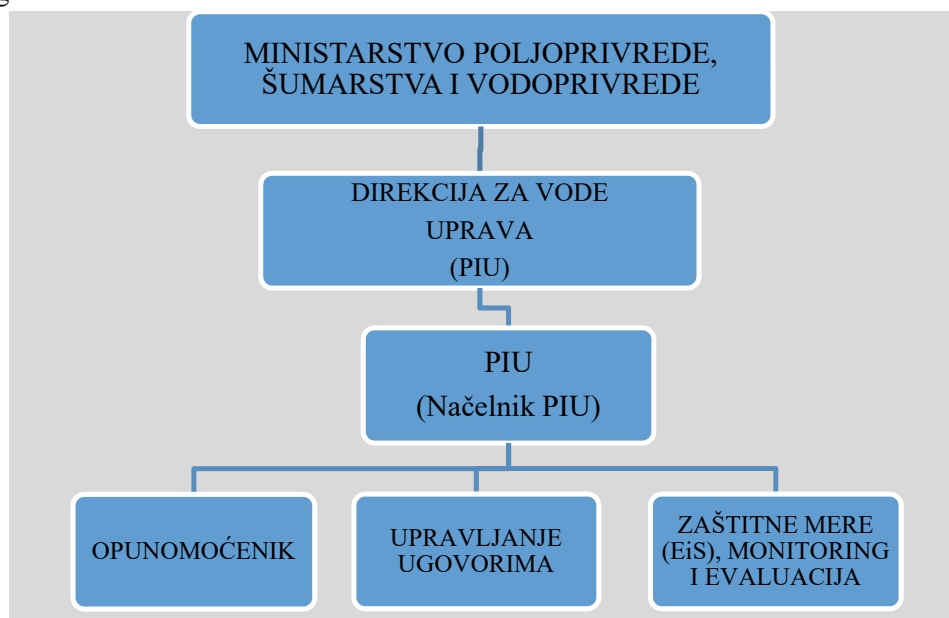 MINISTARSTVO POLJOPRIVREDE,
ŠUMARSTVA I VODOPRIVREDE
DIREKCIJA ZA VODE
UPRAVA
(PIU)
PIU
(Načelnik PIU)
OPUNOMOĆENIK
UPRAVLJANJE
UGOVORIMA
ZAŠTITNE MERE
(EiS), MONITORING
I EVALUACIJA